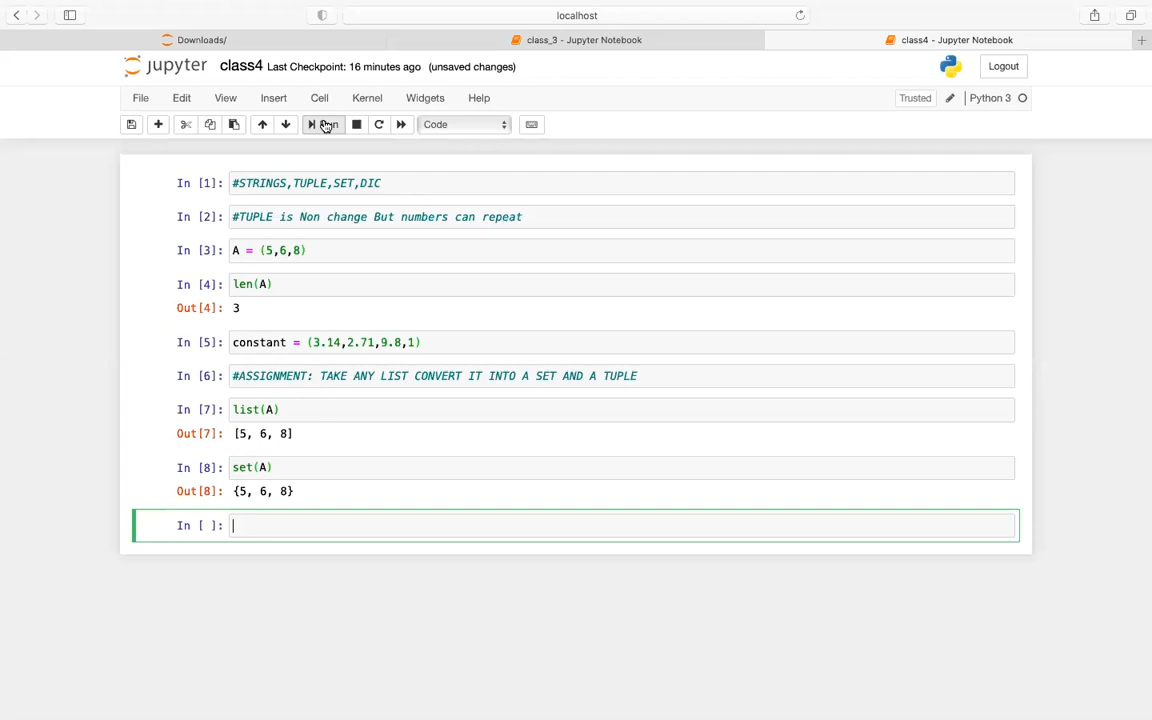 localhost
Downloads/
class_3 - Jupyter Notebook
class4 - Jupyter Notebook
jupyter class4 Last Checkpoint: 16 minutes ago (unsaved changes)
Logout
File Edit View Insert Cell Kernel Widgets Help
Trusted Python 3
Code
In [1]: #STRINGS,TUPLE,SET,DIC
In [2]: #TUPLE is Non change But numbers can repeat
In [3]: A = (5,6,8)
In [4]: len(A)
Out[4]: 3
In [5]: constant = (3.14,2.71,9.8,1)
In [6]: #ASSIGNMENT: TAKE ANY LIST CONVERT IT INTO A SET AND A TUPLE
In [7]: list(A)
Out[7]: [5, 6, 8]
In [8]: set(A)
Out[8]: {5, 6, 8}
In [ ]: